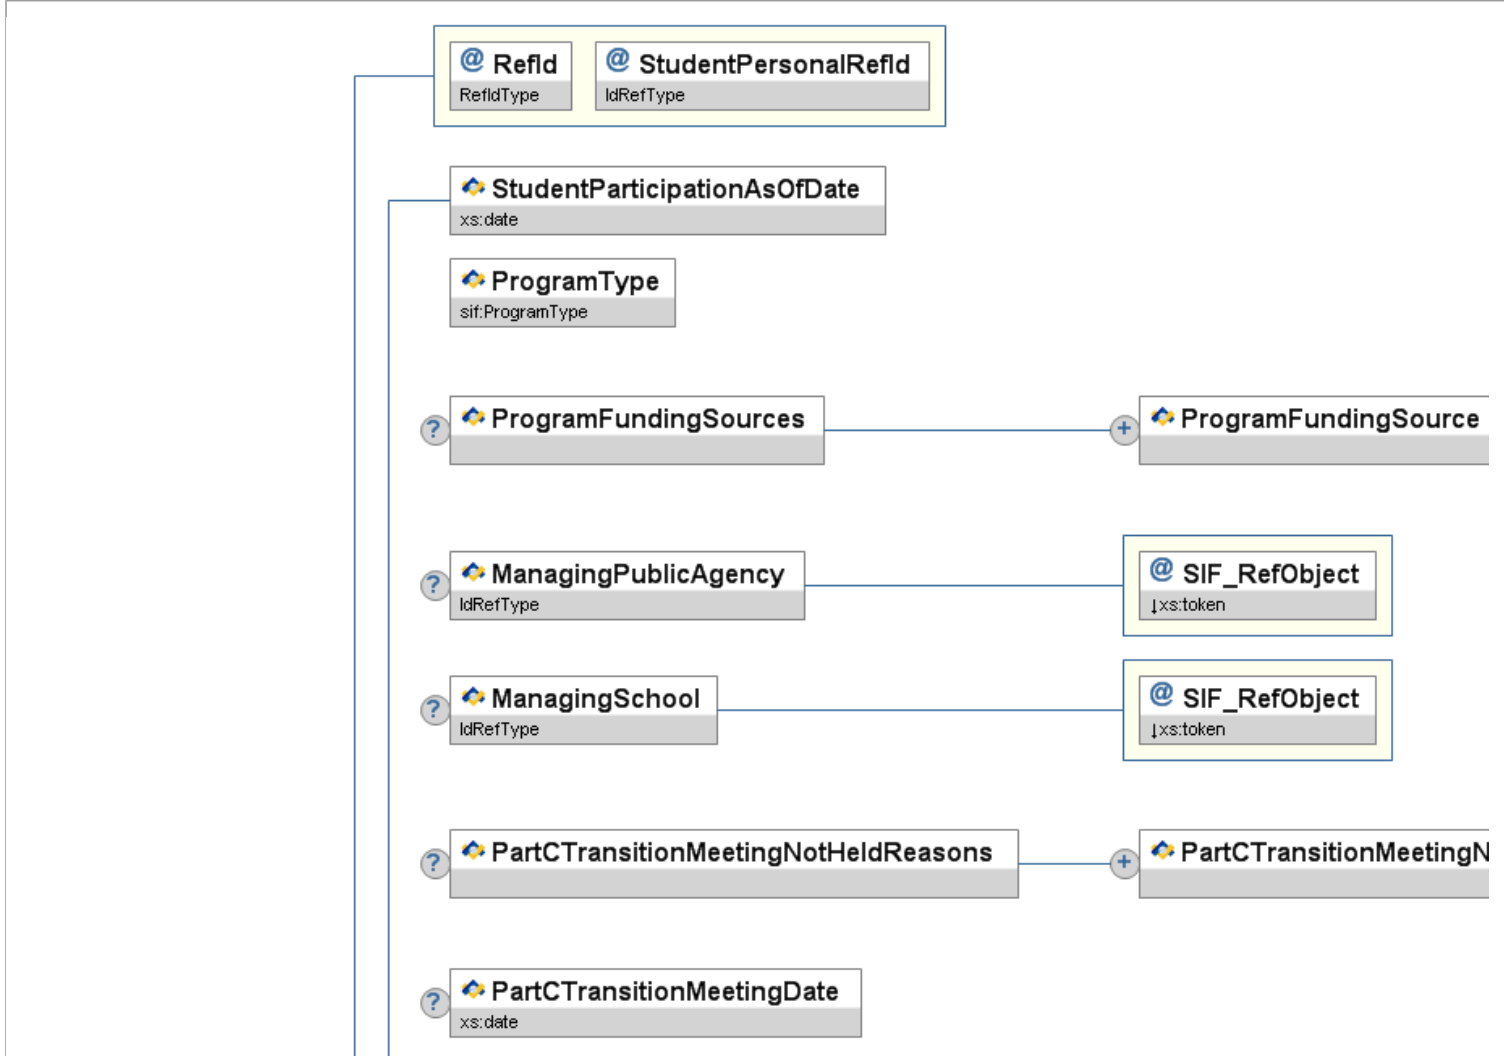 @ RefId @ StudentPersonalRefId
RefIdType IdRefType
StudentParticipationAsOfDate
xs:date
ProgramType
sif:ProgramType
? ProgramFundingSources + ProgramFundingSource
? ManagingPublicAgency @ SIF_RefObject
IdRefType ↓xs:token
? ManagingSchool @ SIF_RefObject
IdRefType ↓xs:token
? PartCTransitionMeetingNotHeldReasons + PartCTransitionMeetingN
? PartCTransitionMeetingDate
xs:date